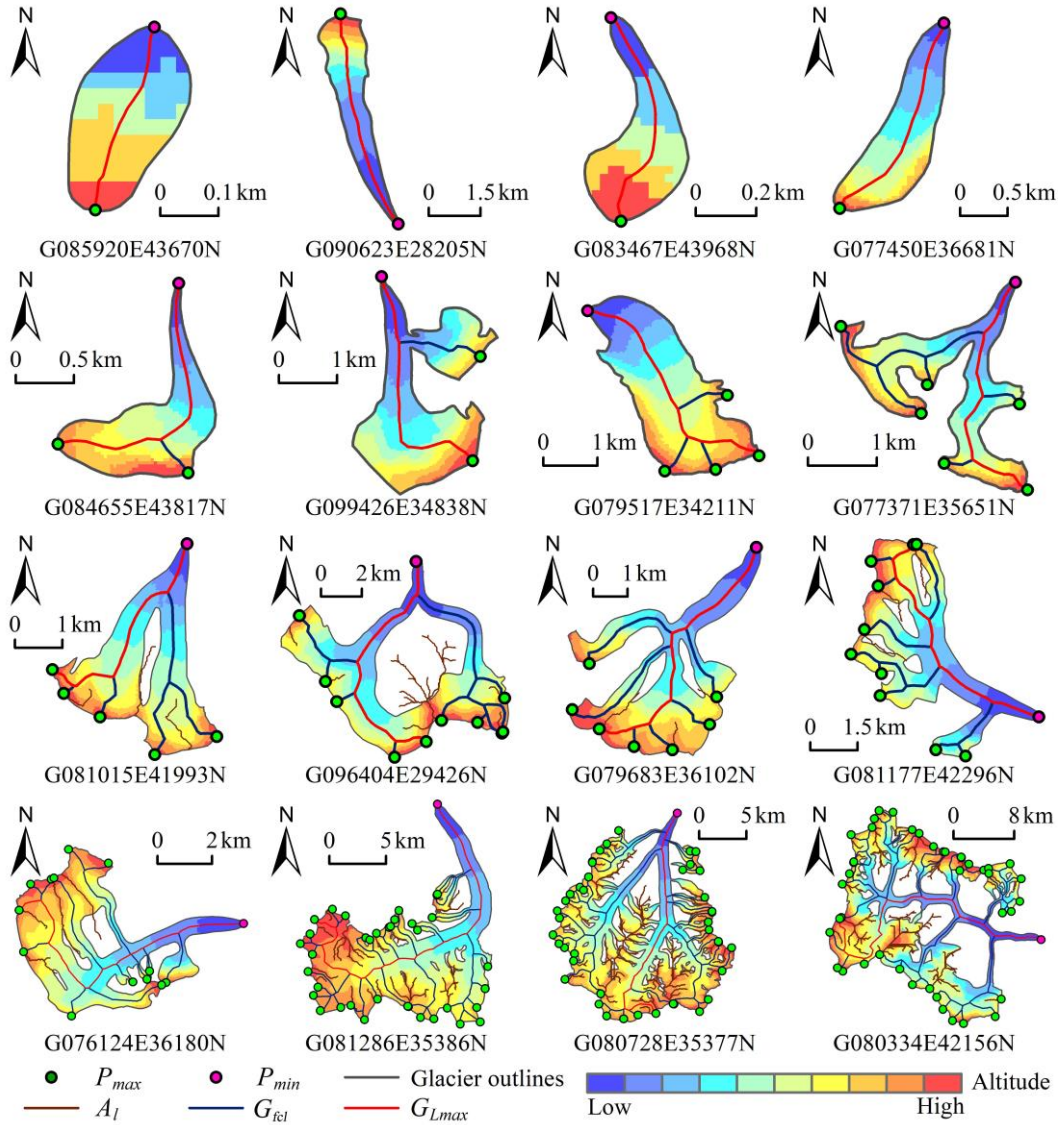 N N N N
0 0.1 km 0 1.5 km 0 0.2 km 0 0.5 km
G085920E43670N G090623E28205N G083467E43968N G077450E36681N
N N N N
0 0.5 km 0 1 km 0 1 km 0 1 km
G084655E43817N G099426E34838N G079517E34211N G077371E35651N
N N N N
0 1 km 0 2 km 0 1 km 0 1.5 km
G081015E41993N G096404E29426N G079683E36102N G081177E42296N
N N N N
0 2 km 0 5 km 0 5 km 0 8 km
G076124E36180N G081286E35386N G080728E35377N G080334E42156N
Pmax Pmin Glacier outlines Altitude
Al Gfcl GLmax Low High